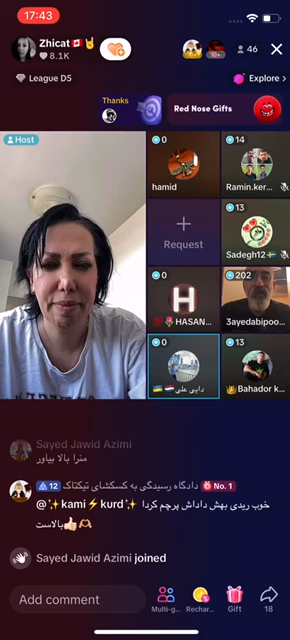 17:43
Zhicat 🇨🇦🤘
8.1K
46
10+
League D5
Explore >
Thanks
Red Nose Gifts
Host
0
hamid
14
Ramin.ker...
Request
13
Sadegh12🇸🇪
0
H
HASAN...
202
3ayedabipoo...
0
دایی علی
13
Bahador k...
Sayed Jawid Azimi
منرا بالا بیاور
12 دادگاه رسیدگی به کسکشای تیکتاک No. 1
@✨kami⚡kurd✨ خوب ریدی بهش داداش پرچم کردا
بالاست👍🏻🫶
Sayed Jawid Azimi joined
Add comment
Multi-g...
Rechar...
Gift
18